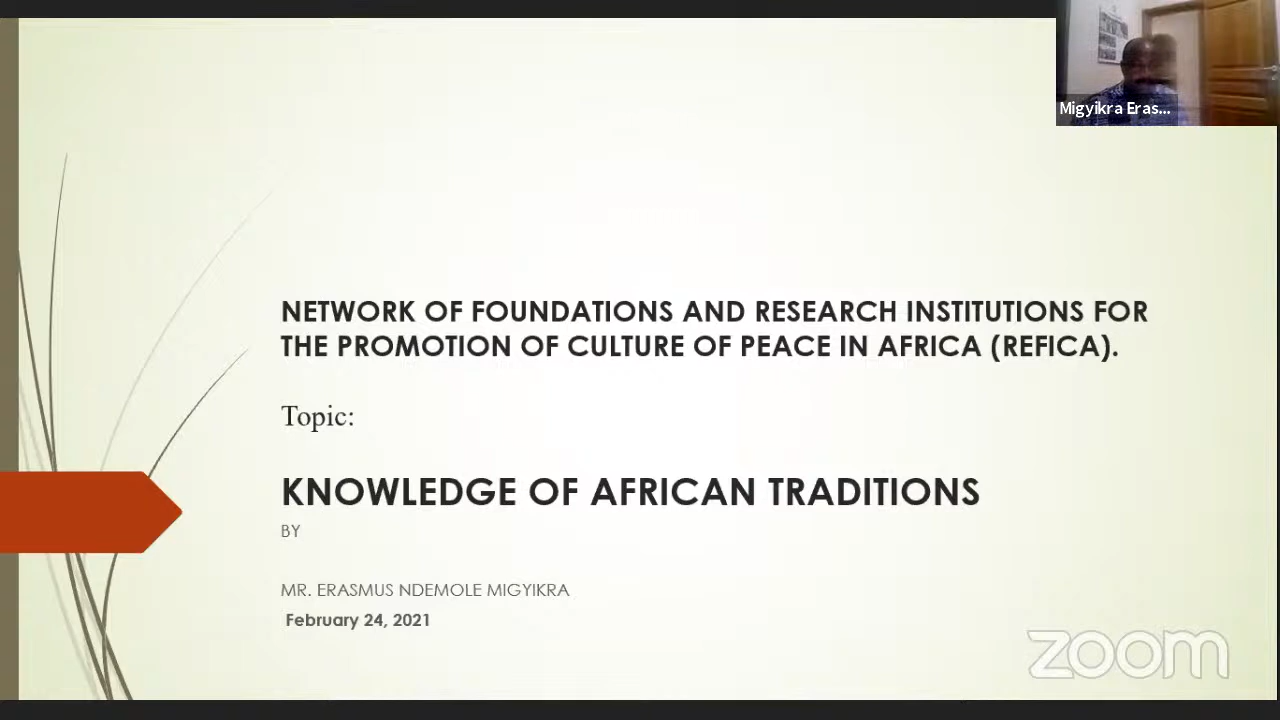 Migyikra Eras...
NETWORK OF FOUNDATIONS AND RESEARCH INSTITUTIONS FOR
THE PROMOTION OF CULTURE OF PEACE IN AFRICA (REFICA).
Topic:
KNOWLEDGE OF AFRICAN TRADITIONS
BY
MR. ERASMUS NDEMOLE MIGYIKRA
February 24, 2021
zoom